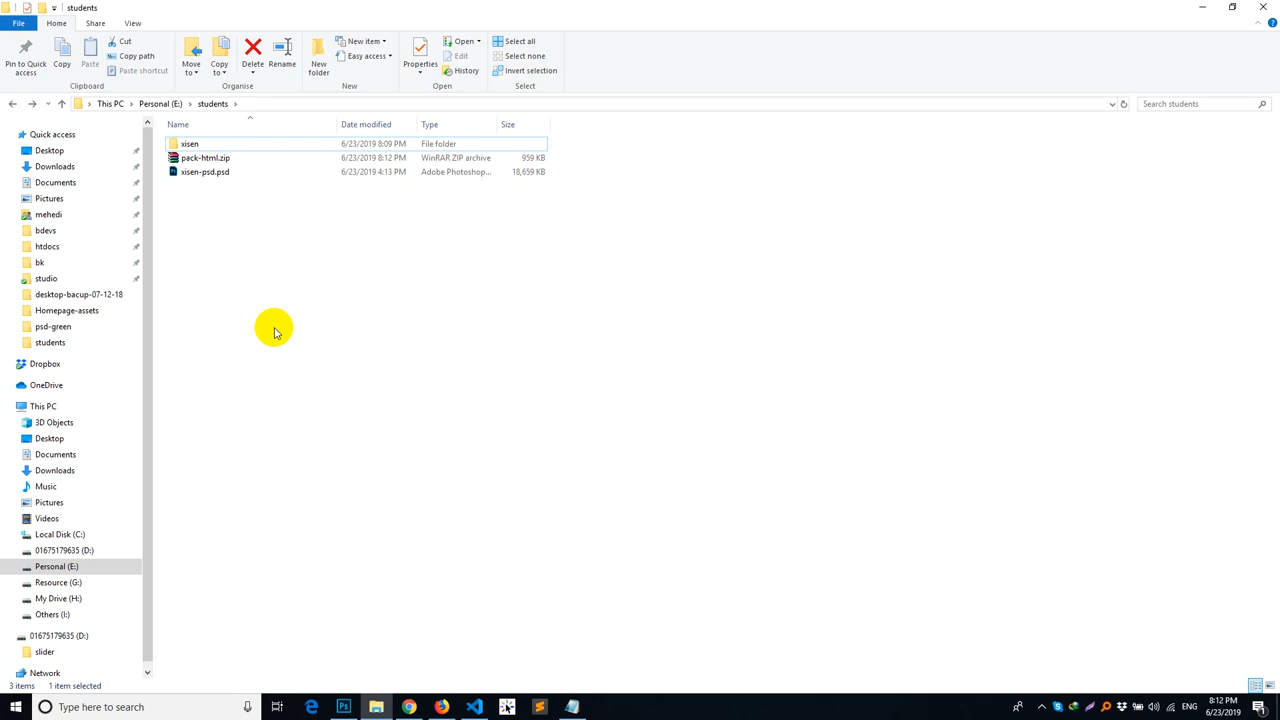 students
File Home Share View
Pin to Quick access
Copy
Paste
Cut
Copy path
Paste shortcut
Clipboard
Move to
Copy to
Delete
Rename
Organise
New folder
New item
Easy access
New
Properties
Open
Edit
History
Open
Select all
Select none
Invert selection
Select
This PC Personal (E:) students
Search students
Name Date modified Type Size
xisen 6/23/2019 8:09 PM File folder
pack-html.zip 6/23/2019 8:12 PM WinRAR ZIP archive 959 KB
xisen-psd.psd 6/23/2019 4:13 PM Adobe Photoshop... 18,659 KB
Quick access
Desktop
Downloads
Documents
Pictures
mehedi
bdevs
htdocs
bk
studio
desktop-bacup-07-12-18
Homepage-assets
psd-green
students
Dropbox
OneDrive
This PC
3D Objects
Desktop
Documents
Downloads
Music
Pictures
Videos
Local Disk (C:)
01675179635 (D:)
Personal (E:)
Resource (G:)
My Drive (H:)
Others (I:)
01675179635 (D:)
slider
Network
3 items 1 item selected
Type here to search
Ps
ENG
8:12 PM
6/23/2019
1